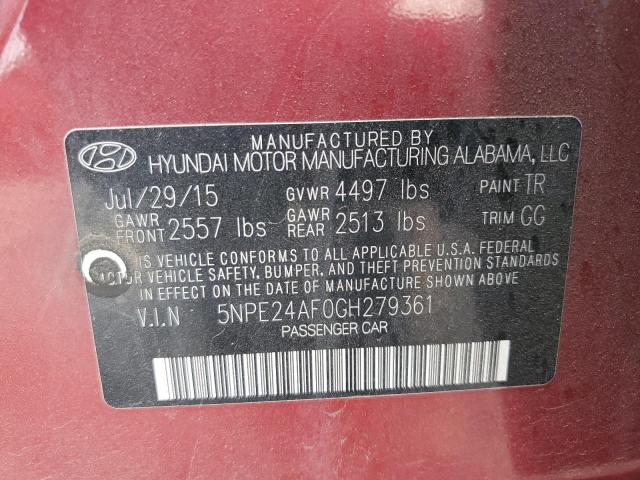 MANUFACTURED BY
HYUNDAI MOTOR MANUFACTURING ALABAMA, LLC
Jul/29/15 GVWR 4497 lbs PAINT TR
GAWR FRONT 2557 lbs GAWR REAR 2513 lbs TRIM GG
THIS VEHICLE CONFORMS TO ALL APPLICABLE U.S.A. FEDERAL
MOTOR VEHICLE SAFETY, BUMPER, AND THEFT PREVENTION
STANDARDS IN EFFECT ON THE DATE OF MANUFACTURE SHOWN ABOVE.
V.I.N 5NPE24AF0GH279361
PASSENGER CAR